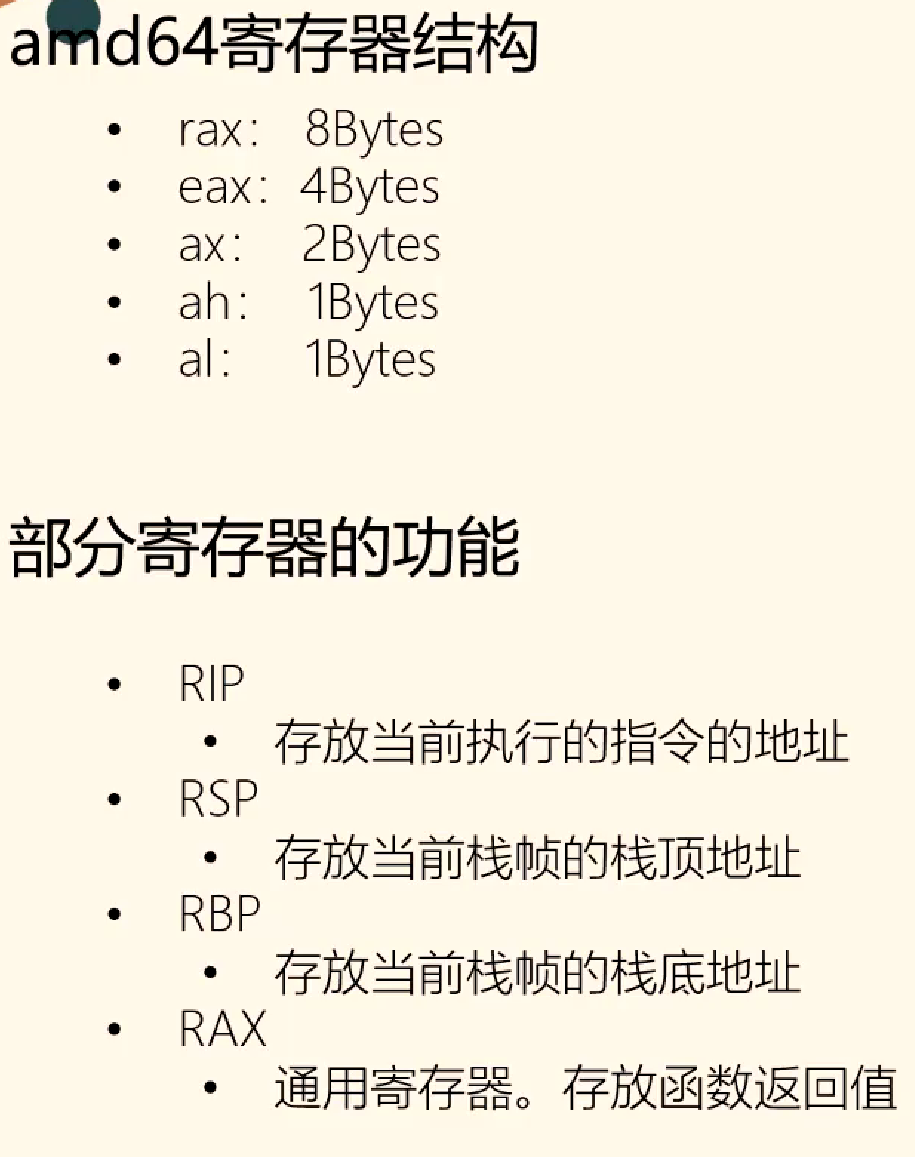 amd64寄存器结构
• rax： 8Bytes
• eax：4Bytes
• ax： 2Bytes
• ah： 1Bytes
• al： 1Bytes
部分寄存器的功能
• RIP
• 存放当前执行的指令的地址
• RSP
• 存放当前栈帧的栈顶地址
• RBP
• 存放当前栈帧的栈底地址
• RAX
• 通用寄存器。存放函数返回值